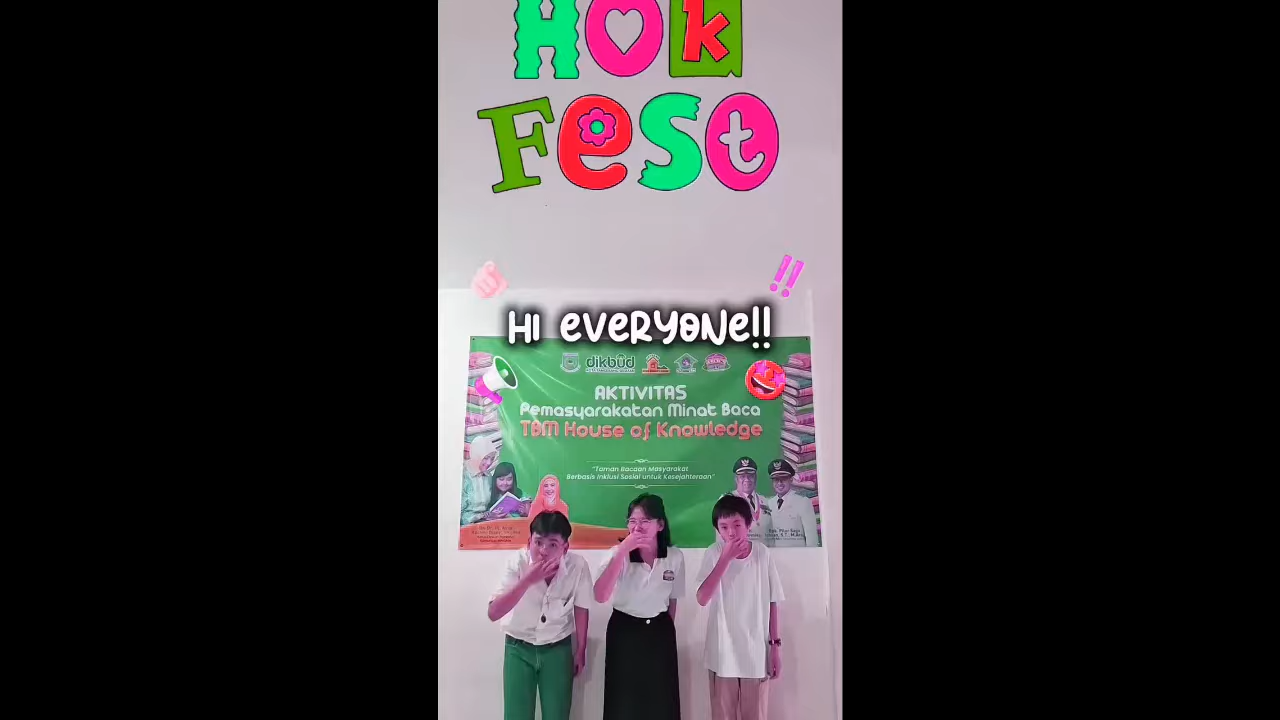 HOK
Fest
Hi everyone!!
dikbud
AKTIVITAS
Pemasyarakatan Minat Baca
TBM House of Knowledge
"Taman Bacaan Masyarakat
Berbasis Inklusi Sosial untuk Kesejahteraan"